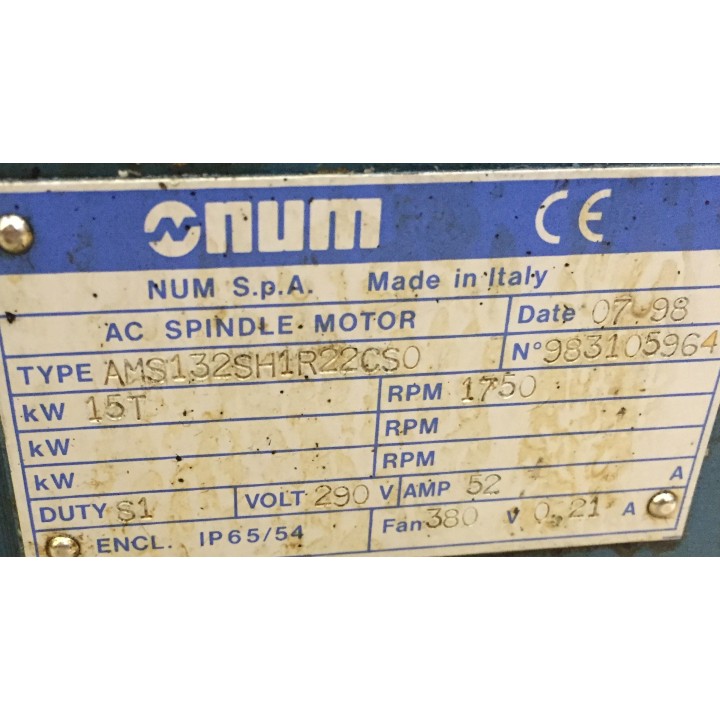 num CE
NUM S.p.A. Made in Italy
AC SPINDLE MOTOR Date 07-98
TYPE AMS132SH1R22CS0 N° 983105964
kW 15T RPM 1750
kW RPM
kW RPM
DUTY S1 VOLT 290 V AMP 52 A
ENCL. IP65/54 Fan 380 V 0.21 A